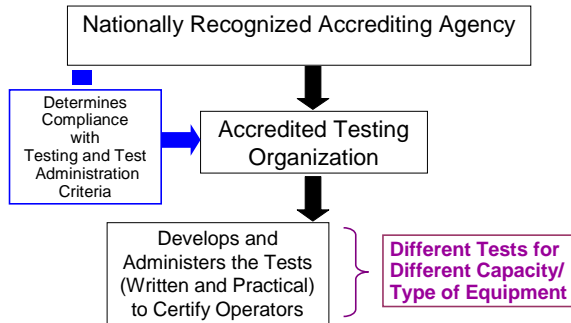 Nationally Recognized Accrediting Agency
Determines
Compliance
with
Testing and Test
Administration
Criteria
Accredited Testing
Organization
Develops and
Administers the Tests
(Written and Practical)
to Certify Operators
Different Tests for
Different Capacity/
Type of Equipment